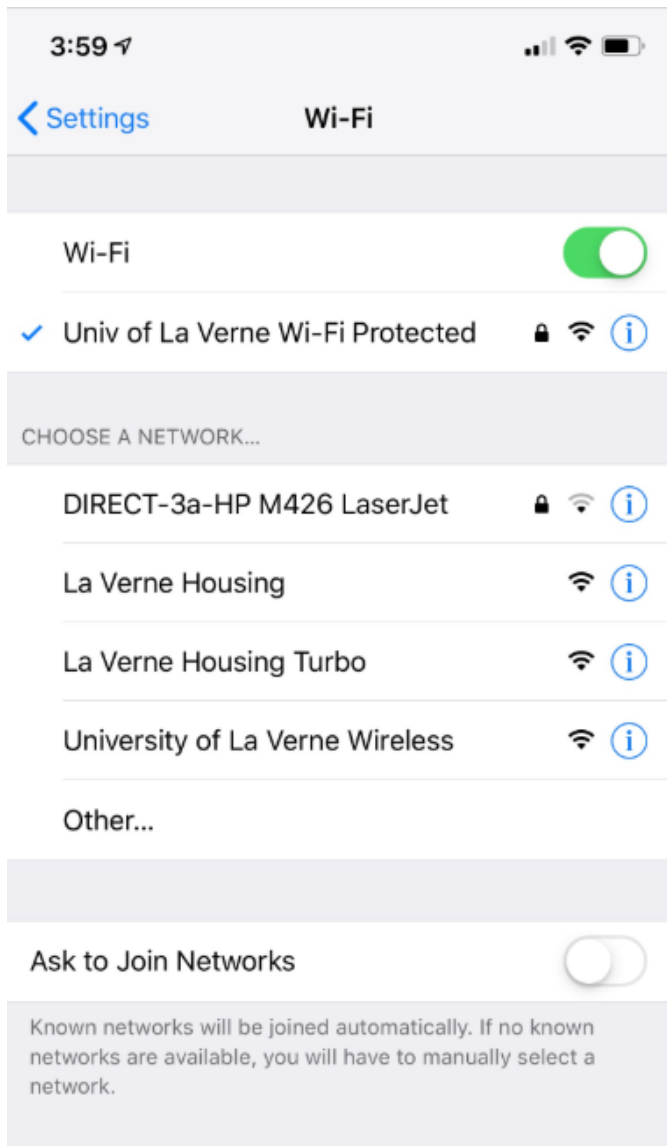 3:59
Settings
Wi-Fi
Wi-Fi
Univ of La Verne Wi-Fi Protected
CHOOSE A NETWORK...
DIRECT-3a-HP M426 LaserJet
La Verne Housing
La Verne Housing Turbo
University of La Verne Wireless
Other...
Ask to Join Networks
Known networks will be joined automatically. If no known
networks are available, you will have to manually select a
network.